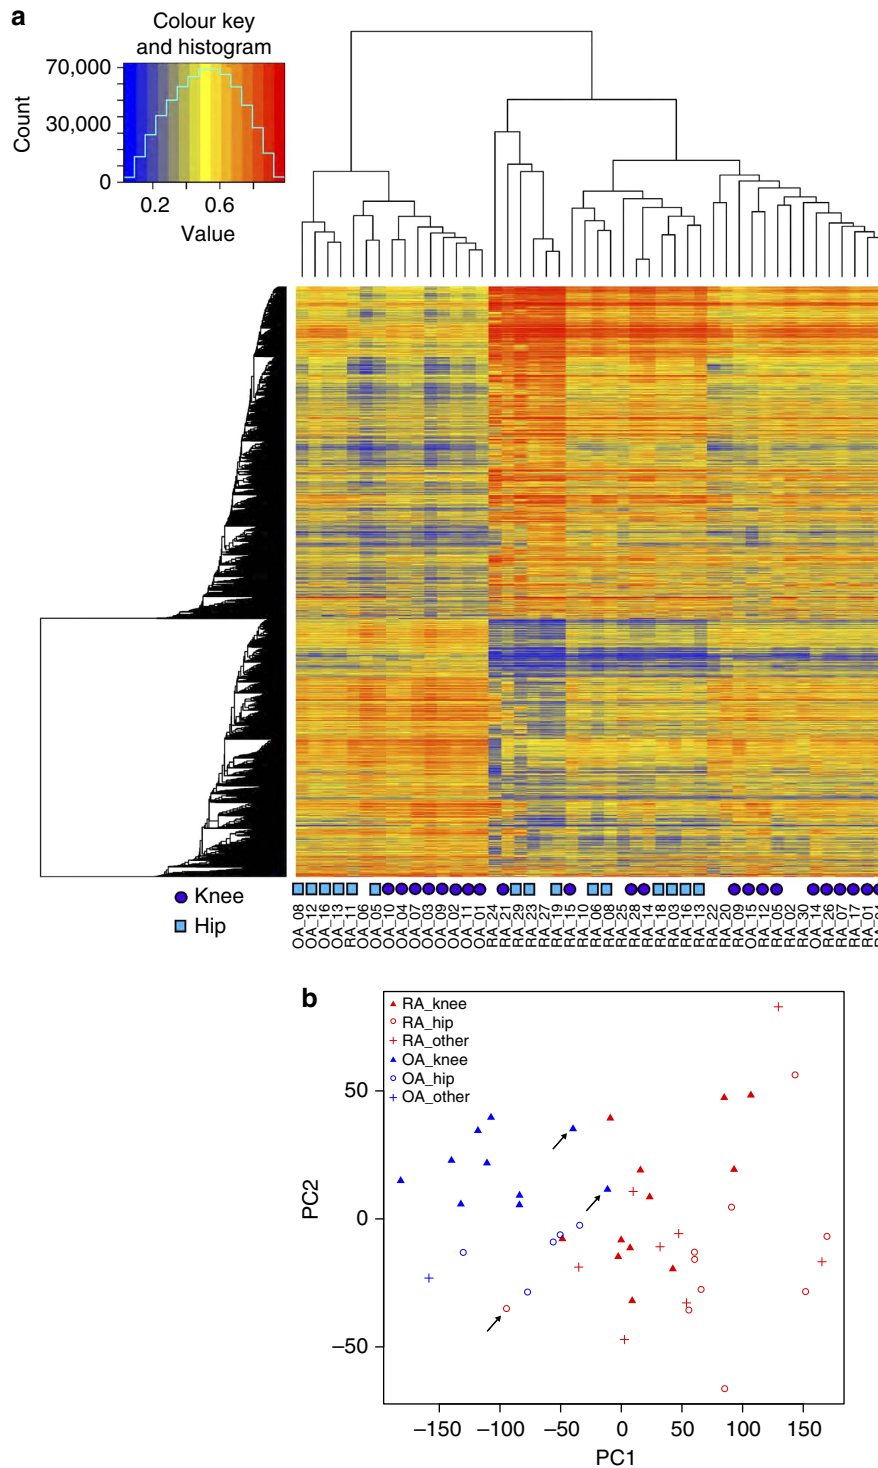 a
Colour key
and histogram
70,000
30,000
0
Count
0.2 0.6
Value
Knee
Hip
OA_08
OA_12
OA_16
OA_13
RA_11
OA_06
OA_05
OA_10
OA_04
OA_07
OA_03
OA_09
OA_02
OA_11
OA_01
RA_24
RA_21
RA_29
RA_23
RA_27
RA_19
RA_15
RA_10
RA_06
RA_08
RA_25
RA_28
RA_14
RA_18
RA_03
RA_16
RA_13
RA_22
RA_20
RA_09
OA_15
RA_12
RA_05
RA_02
RA_30
OA_14
RA_26
RA_07
RA_17
RA_01
b
RA_knee
RA_hip
RA_other
OA_knee
OA_hip
OA_other
50
0
−50
PC2
−150 −100 −50 0 50 100 150
PC1